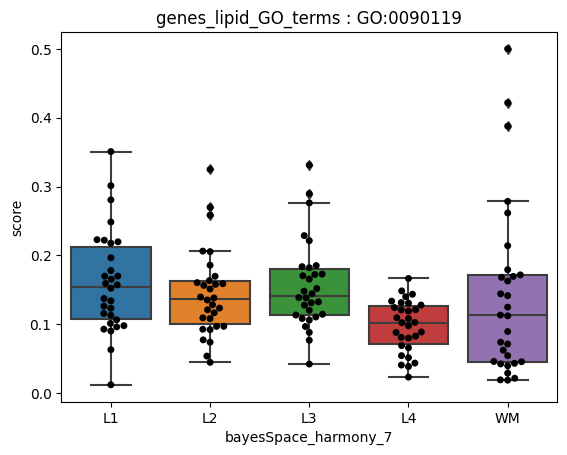 genes_lipid_GO_terms : GO:0090119
0.5
0.4
0.3
0.2
0.1
0.0
score
L1 L2 L3 L4 WM
bayesSpace_harmony_7